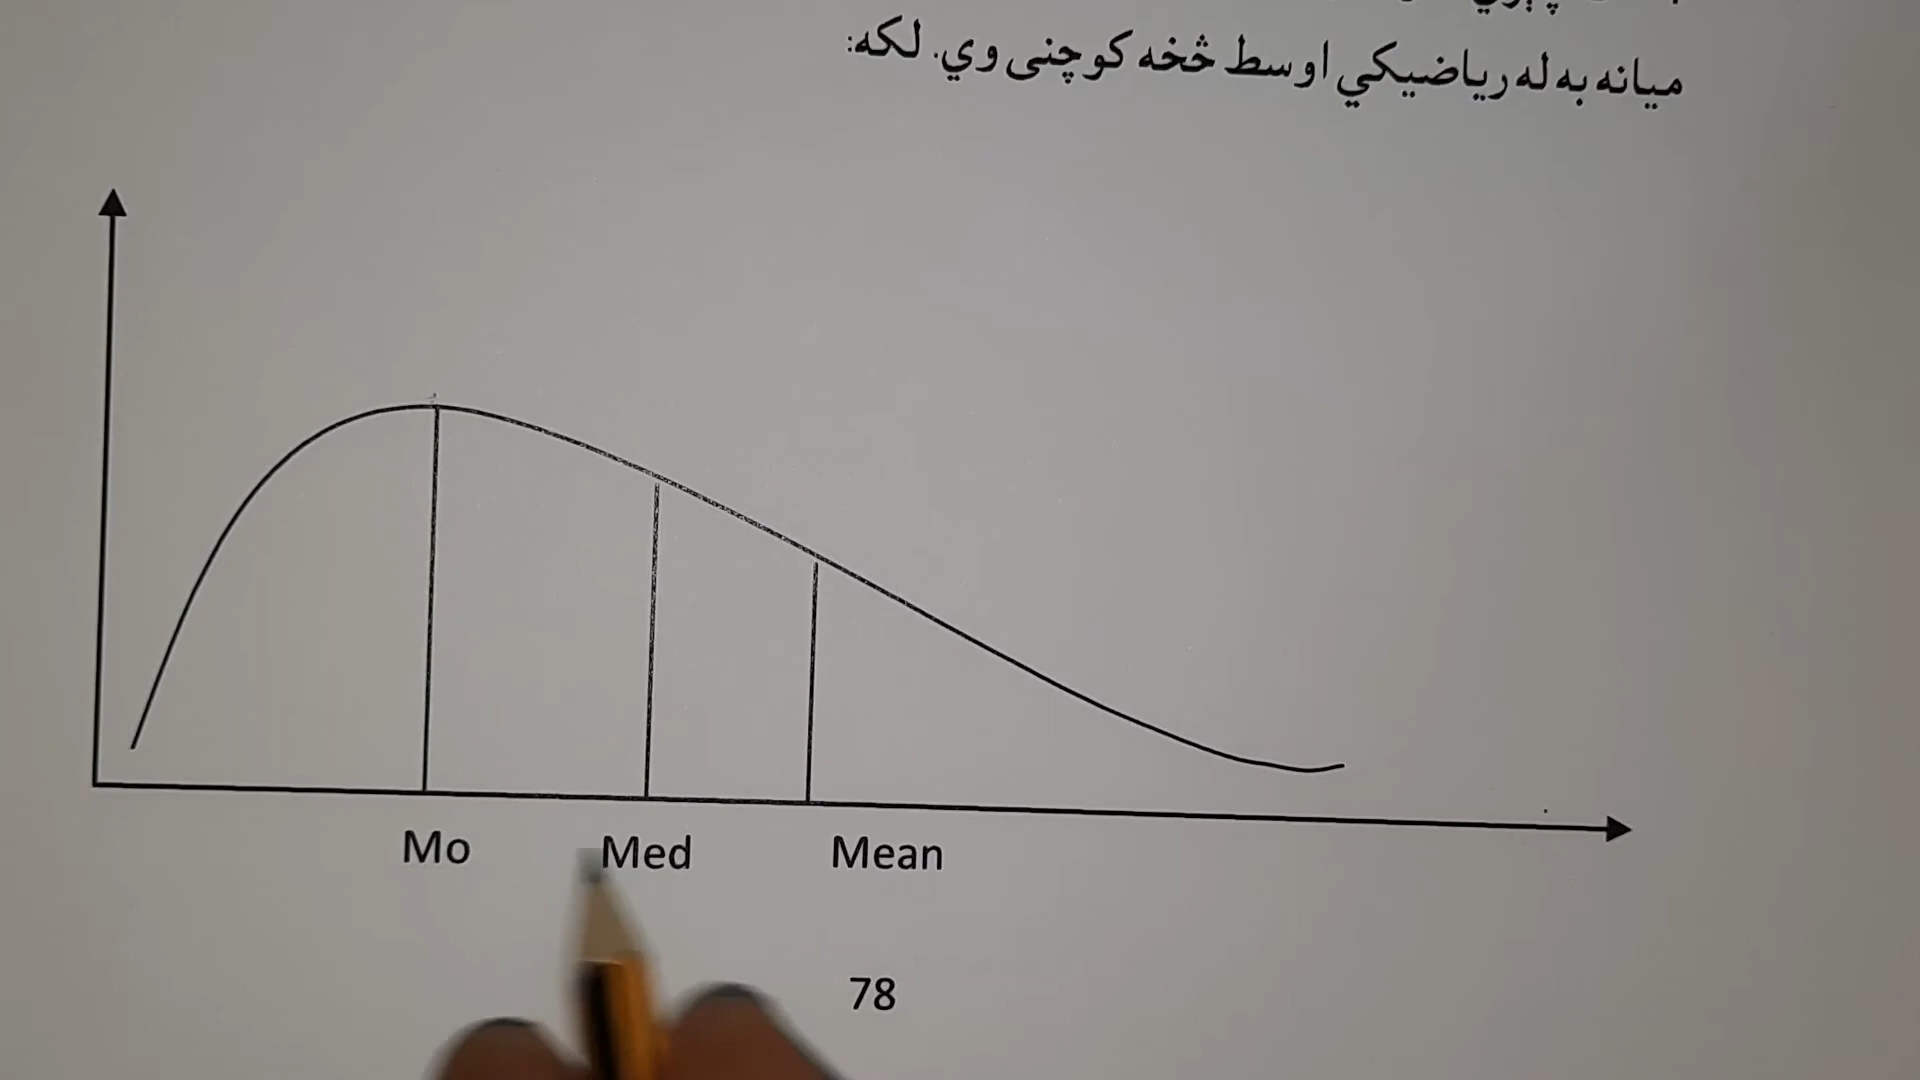 میانه به له ریاضیکي اوسط څخه کوچنی وي. لکه:
Mo Med Mean
78